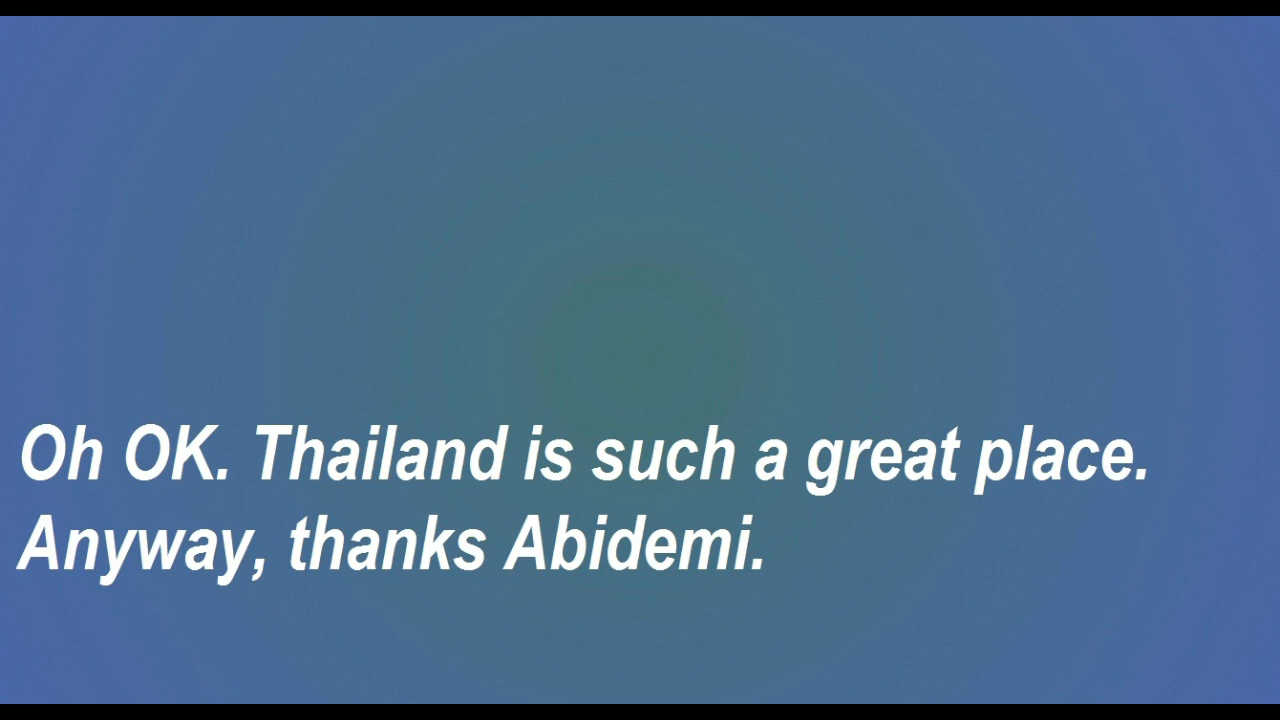 Oh OK. Thailand is such a great place.
Anyway, thanks Abidemi.